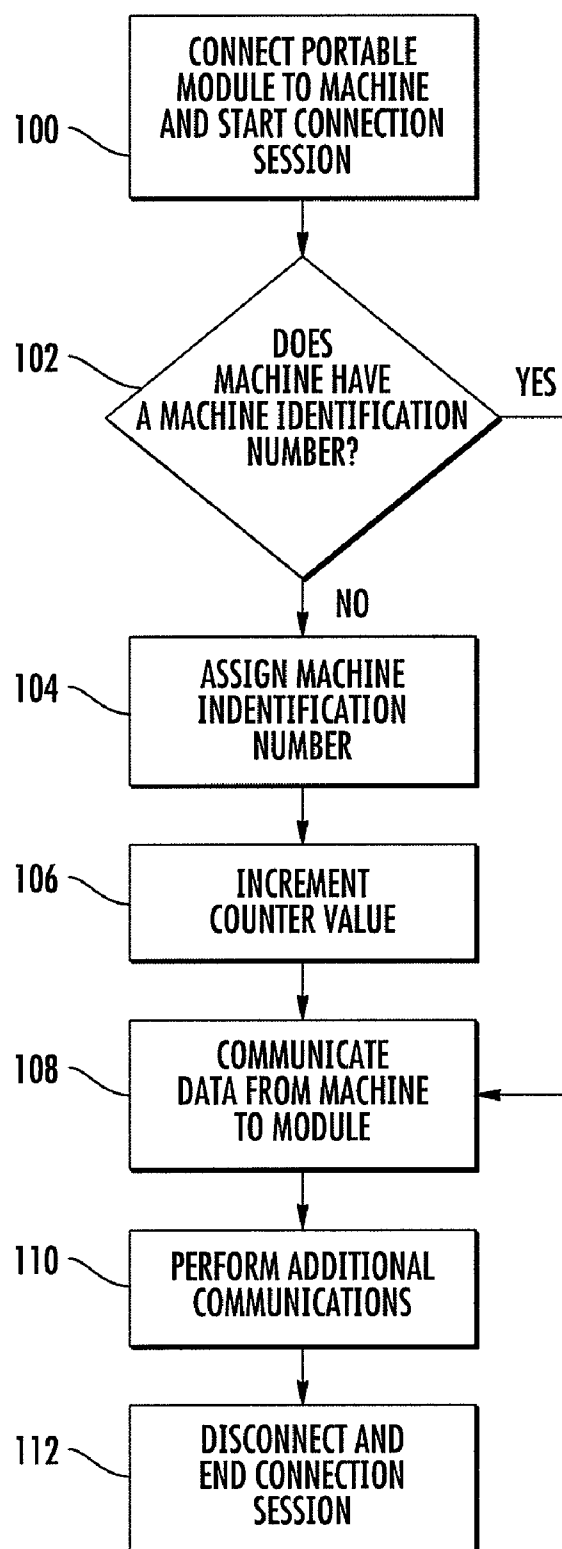 CONNECT PORTABLE
MODULE TO MACHINE
AND START CONNECTION
SESSION
100
DOES
MACHINE HAVE
A MACHINE IDENTIFICATION
NUMBER?
102
YES
NO
ASSIGN MACHINE
INDENTIFICATION
NUMBER
104
INCREMENT
COUNTER VALUE
106
COMMUNICATE
DATA FROM MACHINE
TO MODULE
108
PERFORM ADDITIONAL
COMMUNICATIONS
110
DISCONNECT AND
END CONNECTION
SESSION
112